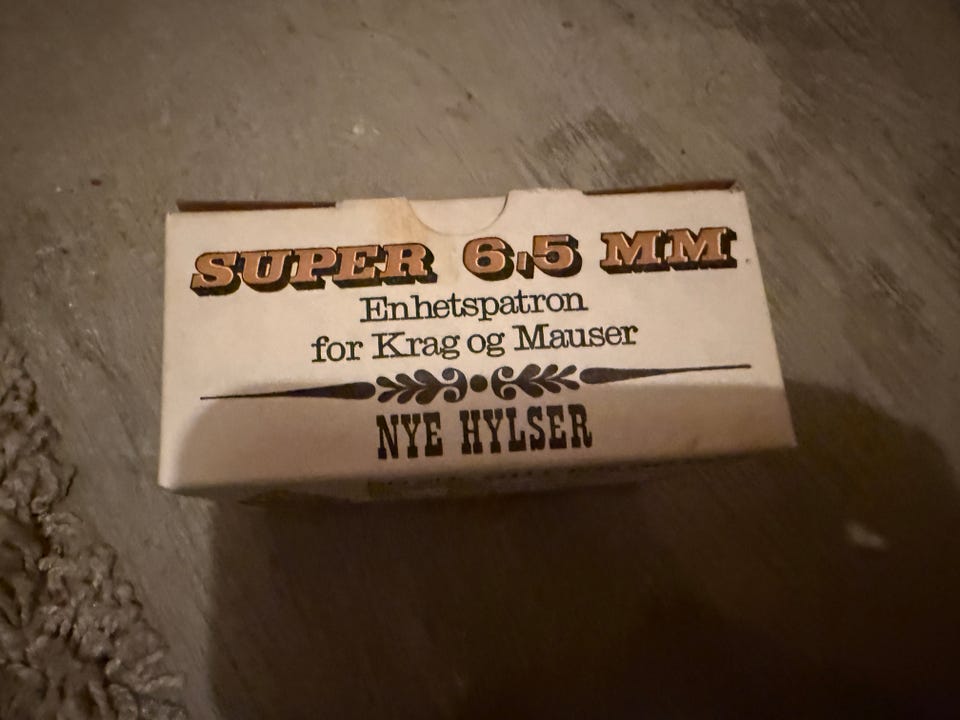 SUPER 6,5 MM
Enhetspatron
for Krag og Mauser
NYE HYLSER